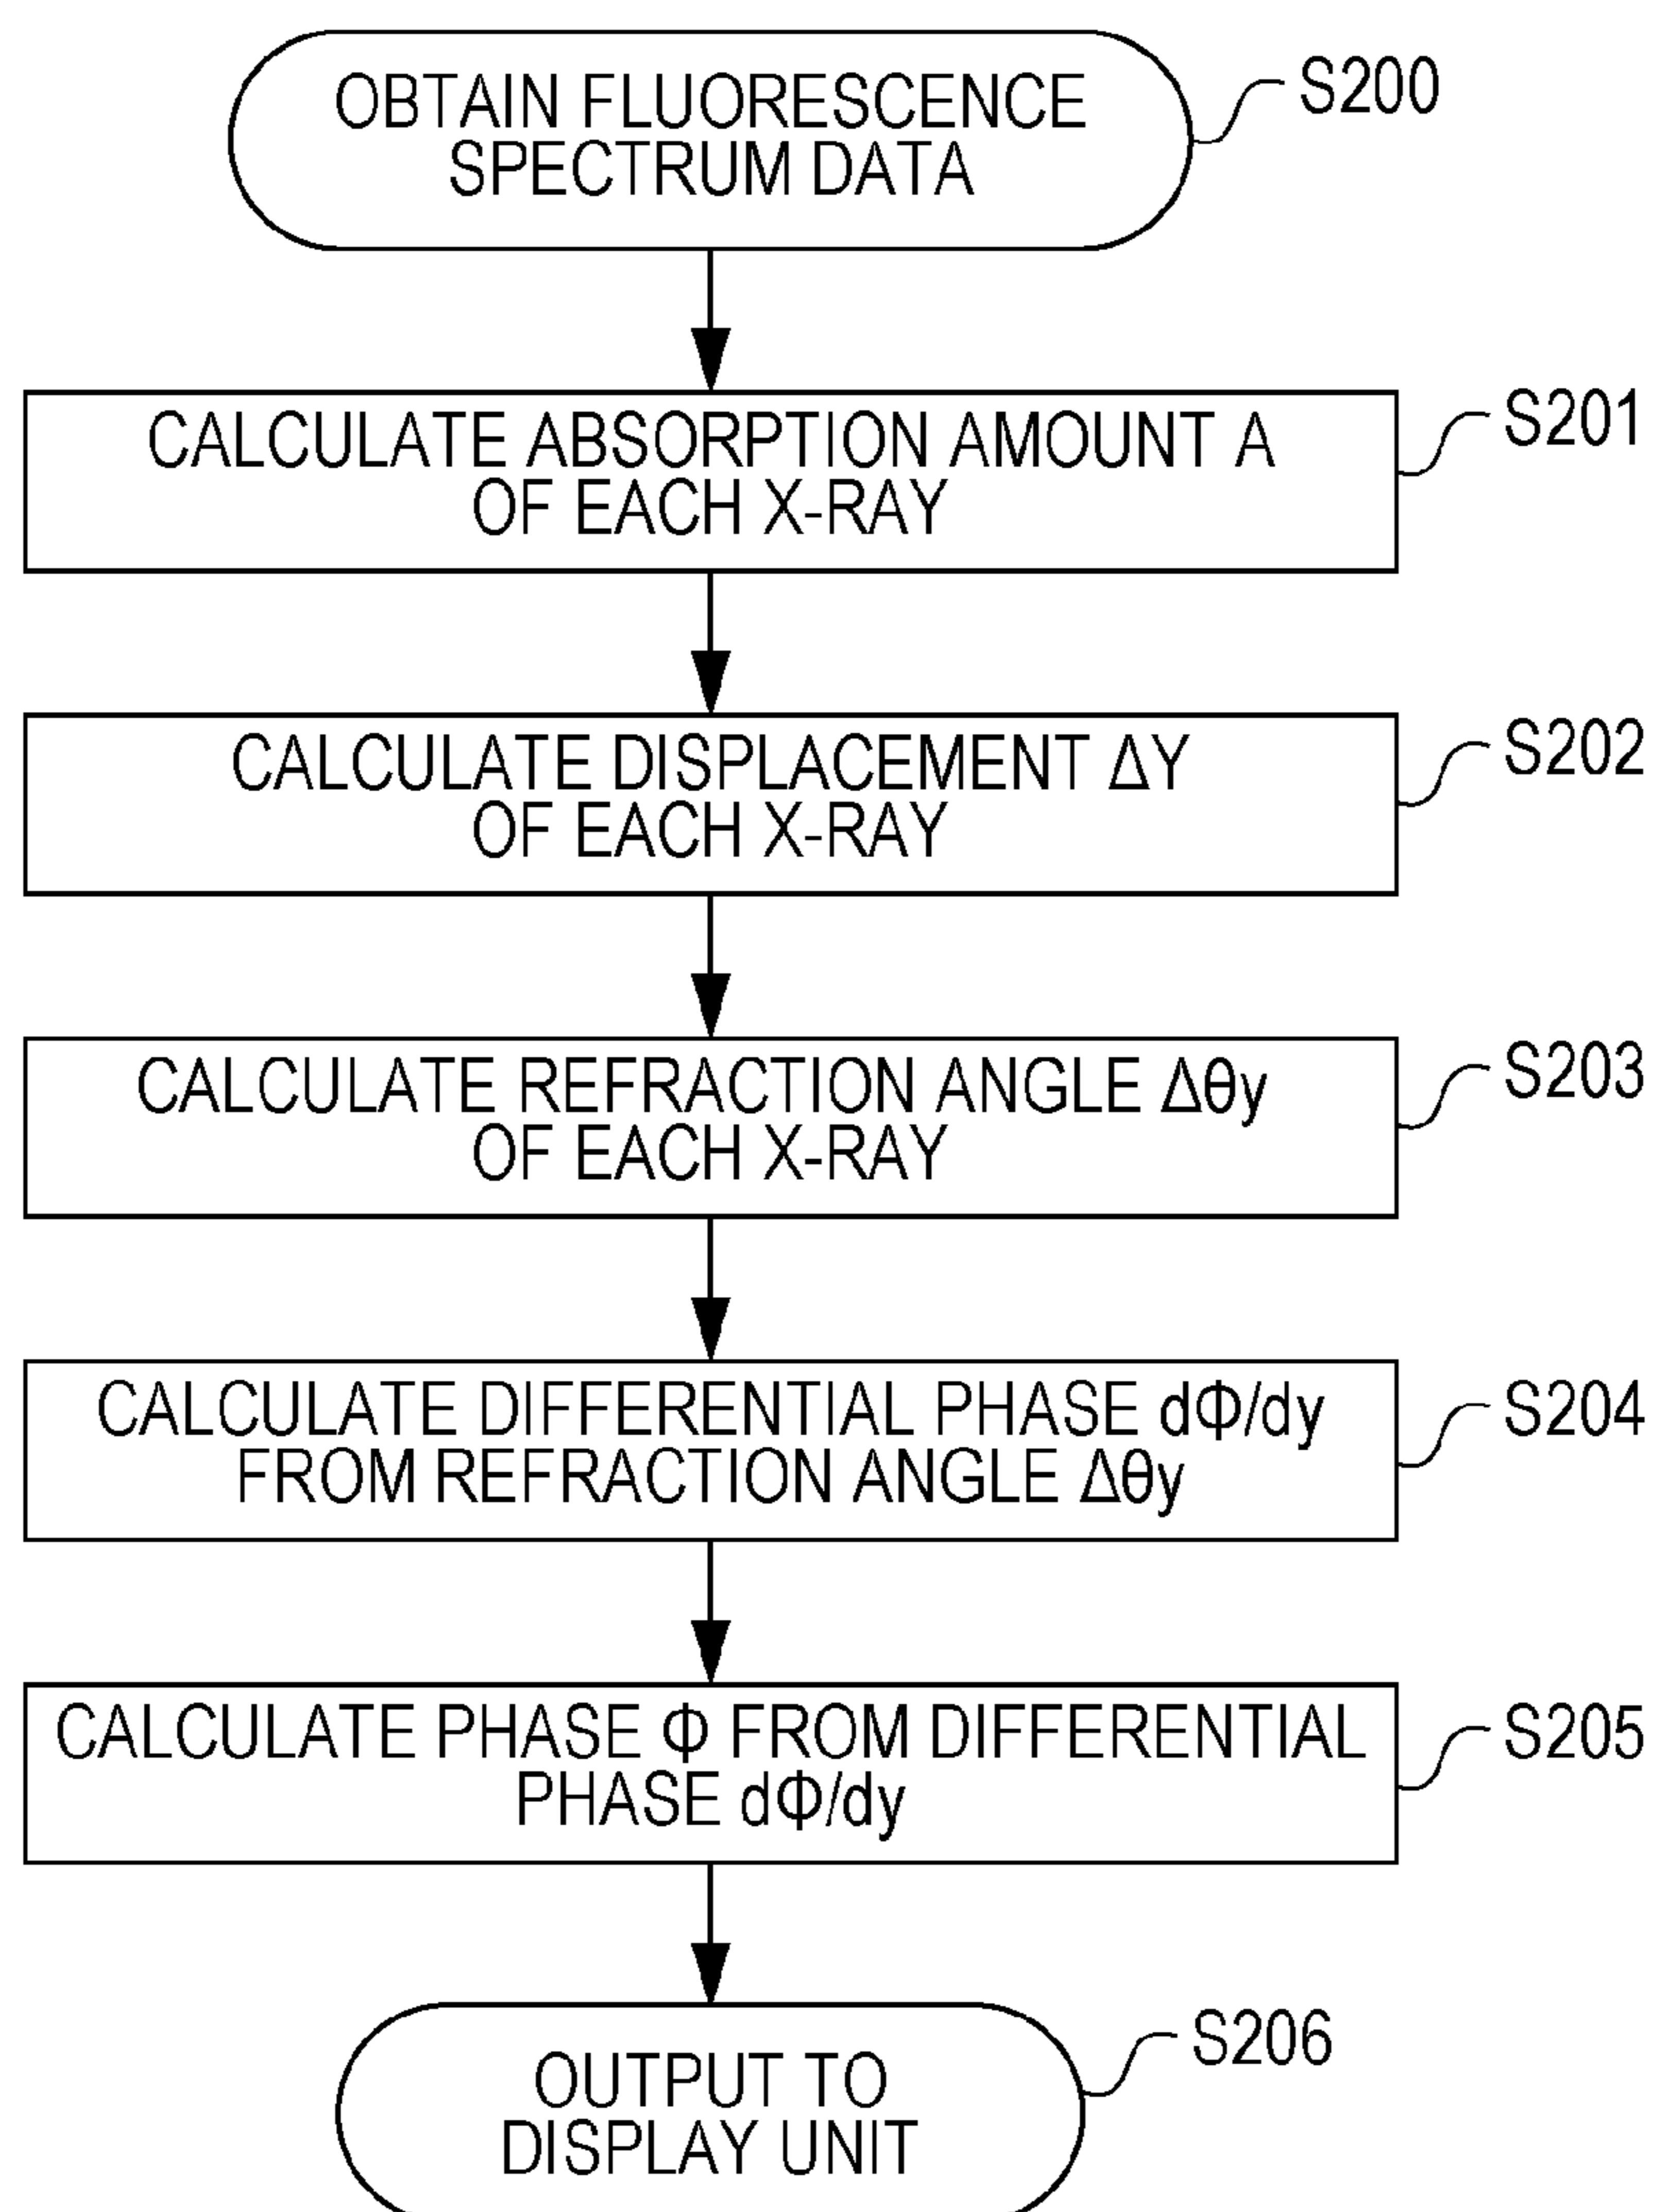 OBTAIN FLUORESCENCE
SPECTRUM DATA
S200
CALCULATE ABSORPTION AMOUNT A
OF EACH X-RAY
S201
CALCULATE DISPLACEMENT ΔY
OF EACH X-RAY
S202
CALCULATE REFRACTION ANGLE Δθy
OF EACH X-RAY
S203
CALCULATE DIFFERENTIAL PHASE dΦ/dy
FROM REFRACTION ANGLE Δθy
S204
CALCULATE PHASE Φ FROM DIFFERENTIAL
PHASE dΦ/dy
S205
OUTPUT TO
DISPLAY UNIT
S206